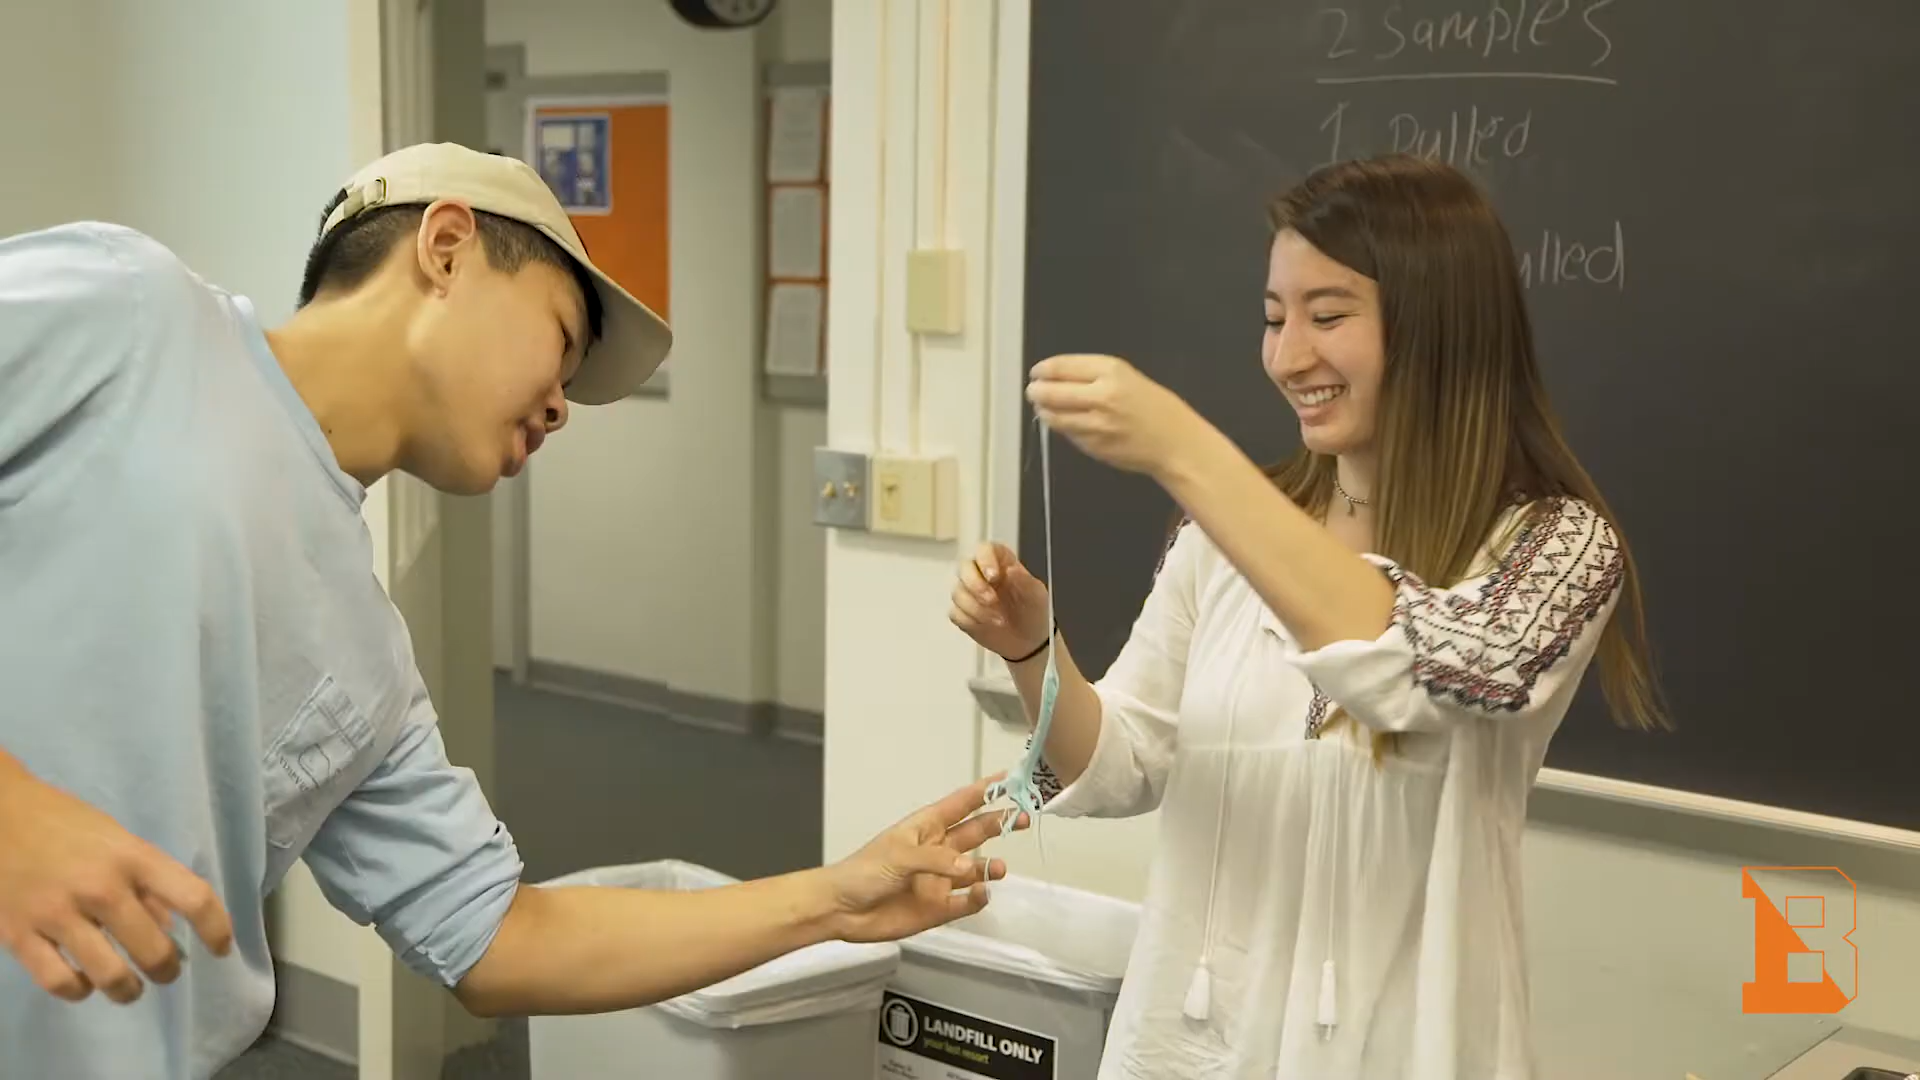 2 Samples
1 Pulled
ulled
LANDFILL ONLY
your last resort
B